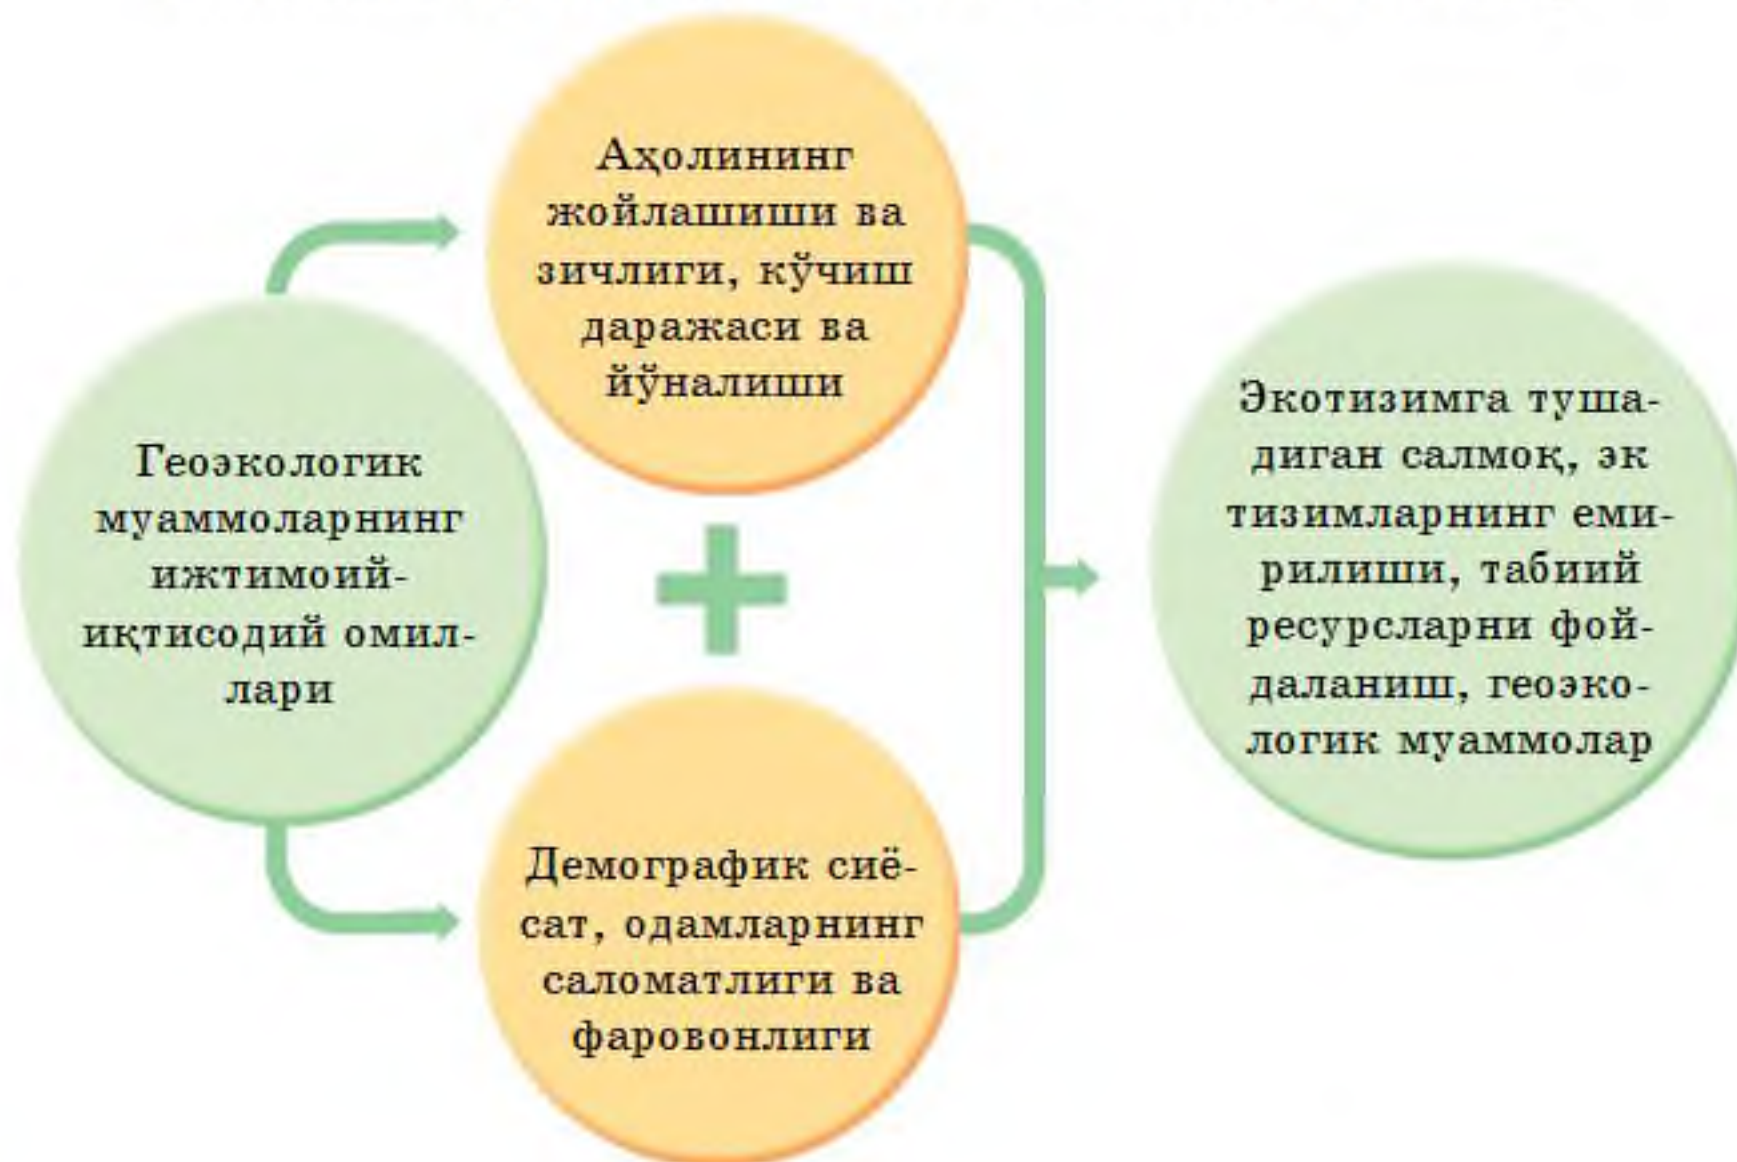 Геоэкологик
муаммоларнинг
ижтимоий-
иқтисодий омил-
лари
Аҳолининг
жойлашиши ва
зичлиги, кўчиш
даражаси ва
йўналиши
Демографик сиё-
сат, одамларнинг
саломатлиги ва
фаровонлиги
Экотизимга туша-
диган салмоқ, эк
тизимларнинг еми-
рилиши, табиий
ресурсларни фой-
даланиш, геоэко-
логик муаммолар